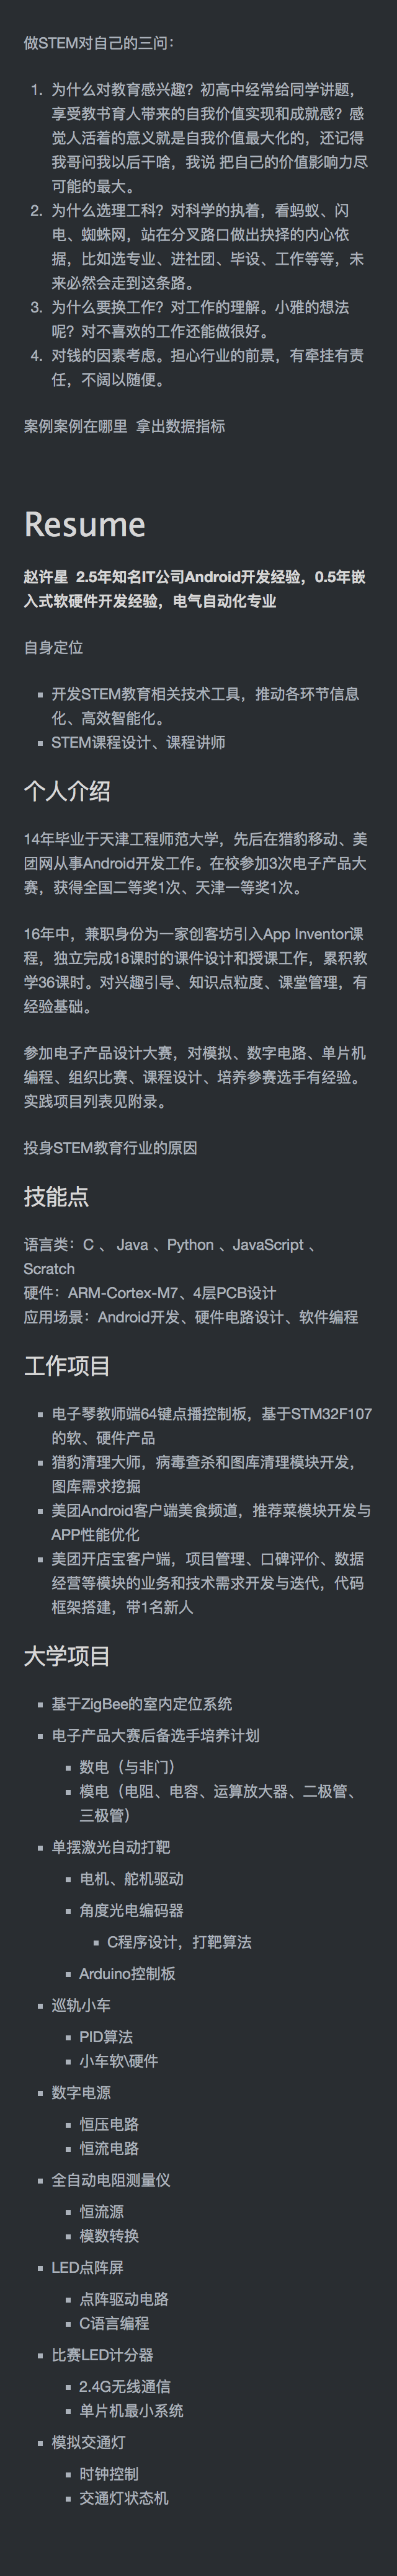 做STEM对自己的三问：
1. 为什么对教育感兴趣？初高中经常给同学讲题，
享受教书育人带来的自我价值实现和成就感？感
觉人活着的意义就是自我价值最大化的，还记得
我哥问我以后干啥，我说 把自己的价值影响力尽
可能的最大。
2. 为什么选理工科？对科学的执着，看蚂蚁、闪
电、蜘蛛网，站在分叉路口做出抉择的内心依
据，比如选专业、进社团、毕设、工作等等，未
来必然会走到这条路。
3. 为什么要换工作？对工作的理解。小雅的想法
呢？对不喜欢的工作还能做很好。
4. 对钱的因素考虑。担心行业的前景，有牵挂有责
任，不阔以随便。
案例案例在哪里 拿出数据指标
Resume
赵许星 2.5年知名IT公司Android开发经验，0.5年嵌
入式软硬件开发经验，电气自动化专业
自身定位
▪ 开发STEM教育相关技术工具，推动各环节信息
化、高效智能化。
▪ STEM课程设计、课程讲师
个人介绍
14年毕业于天津工程师范大学，先后在猎豹移动、美
团网从事Android开发工作。在校参加3次电子产品大
赛，获得全国二等奖1次、天津一等奖1次。
16年中，兼职身份为一家创客坊引入App Inventor课
程，独立完成18课时的课件设计和授课工作，累积教
学36课时。对兴趣引导、知识点粒度、课堂管理，有
经验基础。
参加电子产品设计大赛，对模拟、数字电路、单片机
编程、组织比赛、课程设计、培养参赛选手有经验。
实践项目列表见附录。
投身STEM教育行业的原因
技能点
语言类：C 、 Java 、Python 、JavaScript 、
Scratch
硬件：ARM-Cortex-M7、4层PCB设计
应用场景：Android开发、硬件电路设计、软件编程
工作项目
▪ 电子琴教师端64键点播控制板，基于STM32F107
的软、硬件产品
▪ 猎豹清理大师，病毒查杀和图库清理模块开发，
图库需求挖掘
▪ 美团Android客户端美食频道，推荐菜模块开发与
APP性能优化
▪ 美团开店宝客户端，项目管理、口碑评价、数据
经营等模块的业务和技术需求开发与迭代，代码
框架搭建，带1名新人
大学项目
▪ 基于ZigBee的室内定位系统
▪ 电子产品大赛后备选手培养计划
▪ 数电（与非门）
▪ 模电（电阻、电容、运算放大器、二极管、
三极管）
▪ 单摆激光自动打靶
▪ 电机、舵机驱动
▪ 角度光电编码器
▪ C程序设计，打靶算法
▪ Arduino控制板
▪ 巡轨小车
▪ PID算法
▪ 小车软\硬件
▪ 数字电源
▪ 恒压电路
▪ 恒流电路
▪ 全自动电阻测量仪
▪ 恒流源
▪ 模数转换
▪ LED点阵屏
▪ 点阵驱动电路
▪ C语言编程
▪ 比赛LED计分器
▪ 2.4G无线通信
▪ 单片机最小系统
▪ 模拟交通灯
▪ 时钟控制
▪ 交通灯状态机